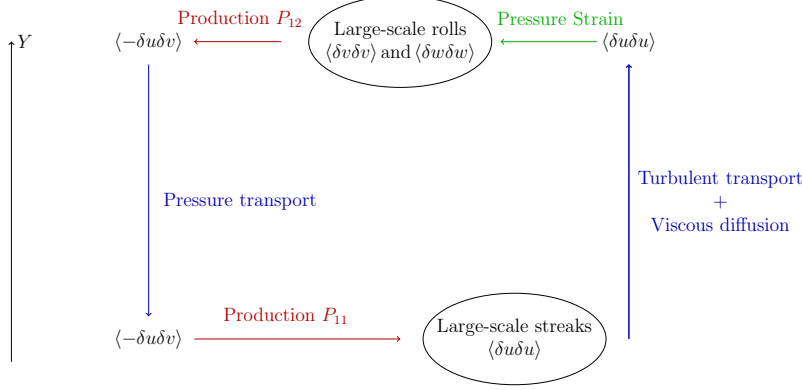 Production P₁₂
Large-scale rolls
Pressure Strain
Y
⟨−δuδv⟩
⟨δvδv⟩ and ⟨δwδw⟩
⟨δuδu⟩
Pressure transport
Turbulent transport
+
Viscous diffusion
Production P₁₁
Large-scale streaks
⟨−δuδv⟩
⟨δuδu⟩